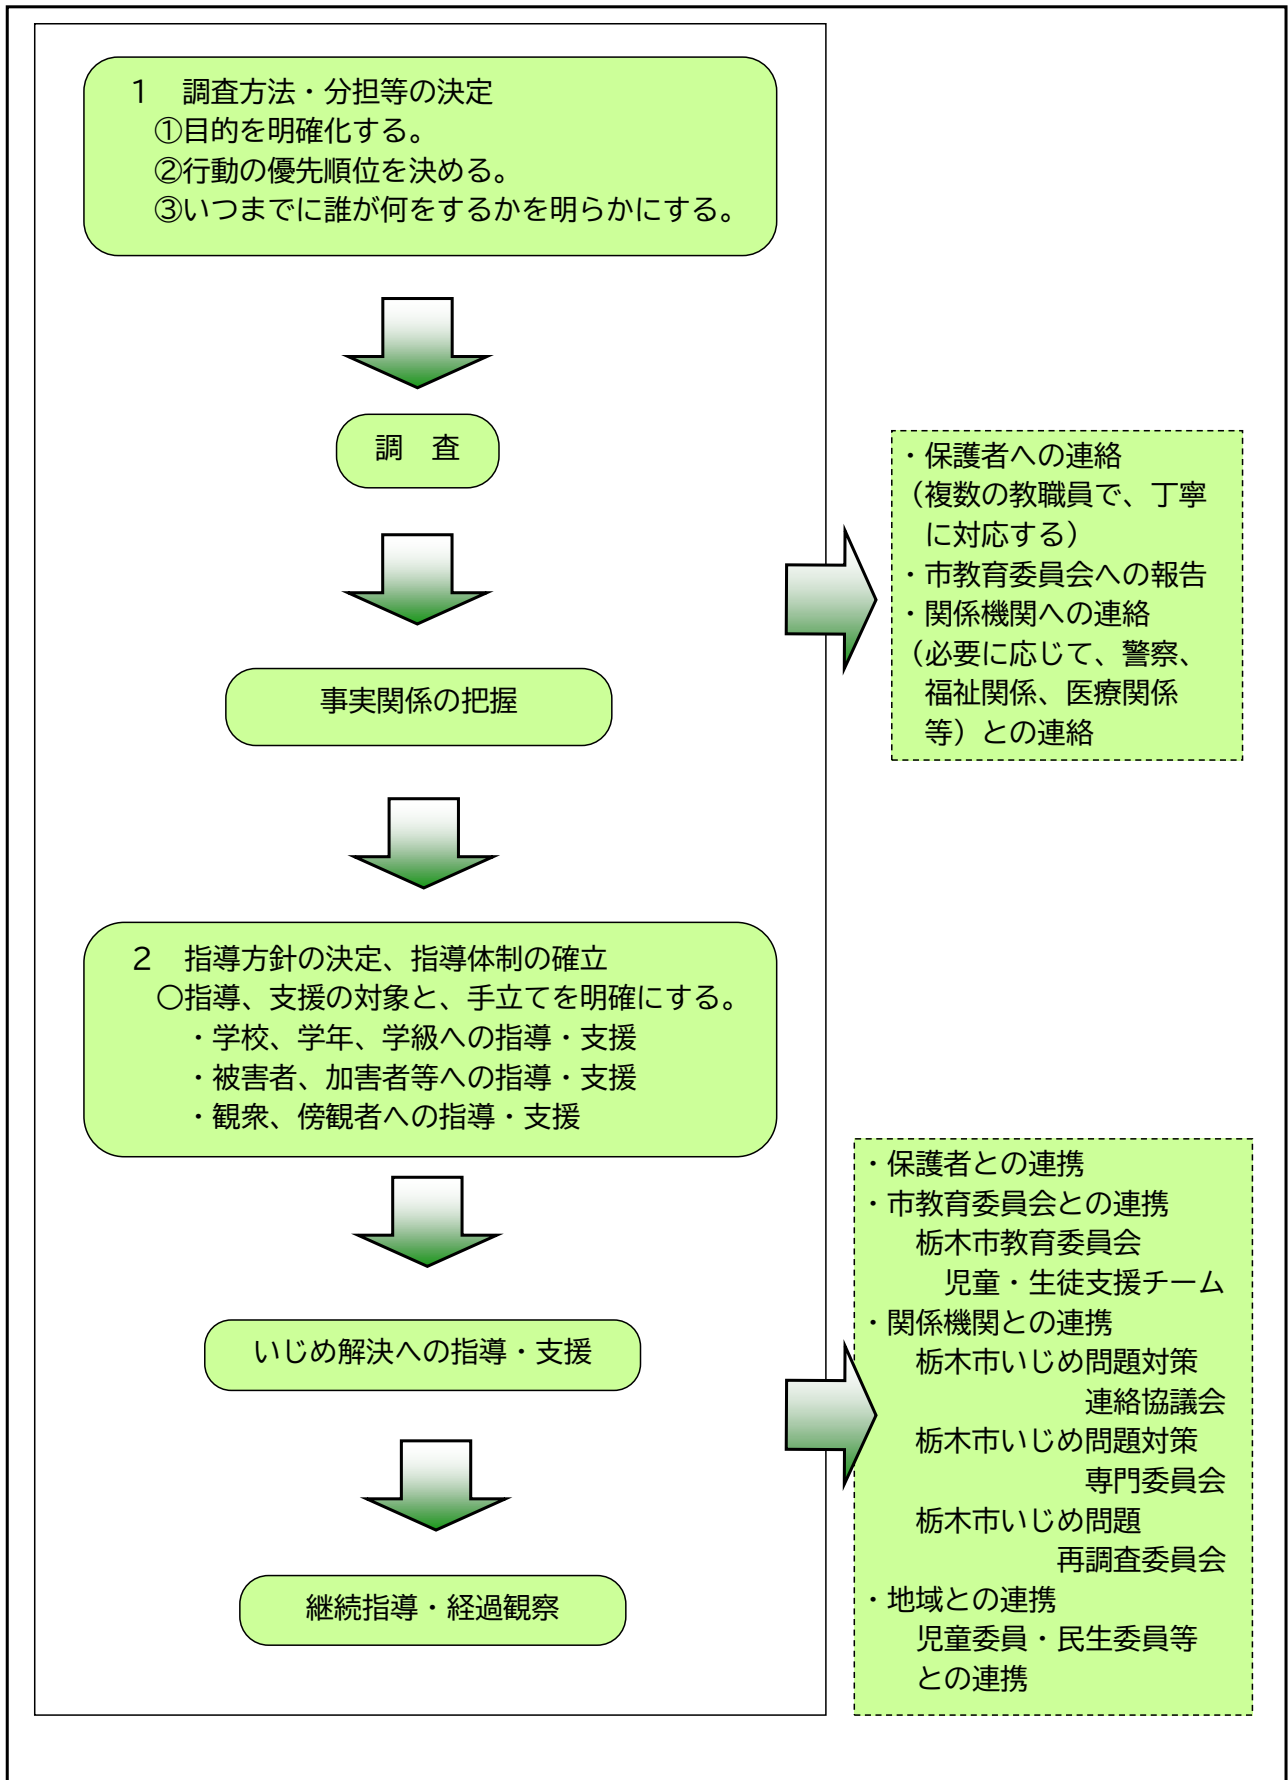 1　調査方法・分担等の決定
①目的を明確化する。
②行動の優先順位を決める。
③いつまでに誰が何をするかを明らかにする。
調　査
事実関係の把握
・保護者への連絡
（複数の教職員で、丁寧
に対応する）
・市教育委員会への報告
・関係機関への連絡
（必要に応じて、警察、
福祉関係、医療関係
等）との連絡
2　指導方針の決定、指導体制の確立
〇指導、支援の対象と、手立てを明確にする。
・学校、学年、学級への指導・支援
・被害者、加害者等への指導・支援
・観衆、傍観者への指導・支援
いじめ解決への指導・支援
継続指導・経過観察
・保護者との連携
・市教育委員会との連携
栃木市教育委員会
児童・生徒支援チーム
・関係機関との連携
栃木市いじめ問題対策
連絡協議会
栃木市いじめ問題対策
専門委員会
栃木市いじめ問題
再調査委員会
・地域との連携
児童委員・民生委員等
との連携